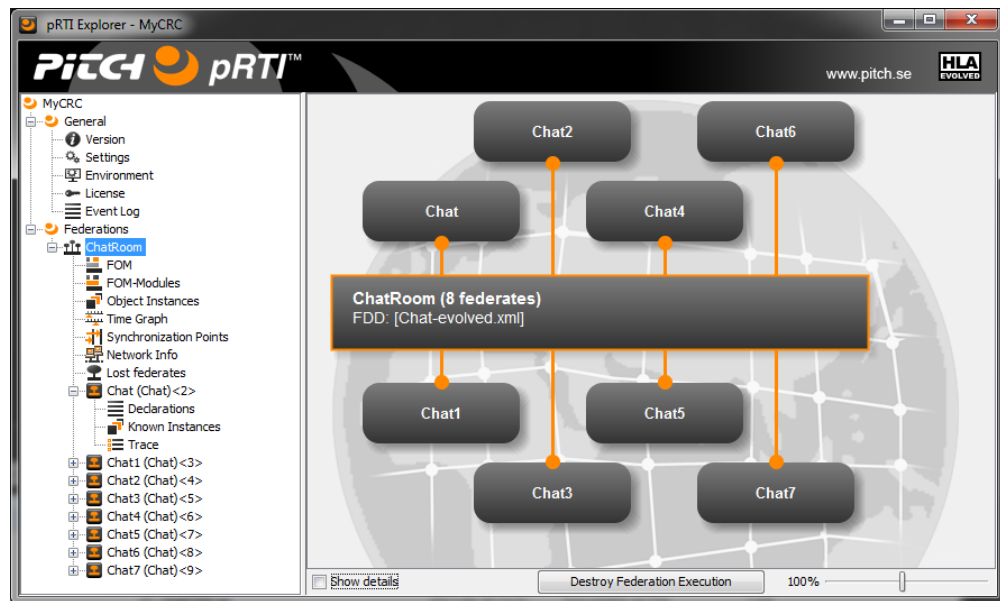 pRTI Explorer - MyCRC
PITCH pRTI™
www.pitch.se
HLA
EVOLVED
MyCRC
General
Version
Settings
Environment
License
Event Log
Federations
ChatRoom
FOM
FOM-Modules
Object Instances
Time Graph
Synchronization Points
Network Info
Lost federates
Chat (Chat)<2>
Declarations
Known Instances
Trace
Chat1 (Chat)<3>
Chat2 (Chat)<4>
Chat3 (Chat)<5>
Chat4 (Chat)<6>
Chat5 (Chat)<7>
Chat6 (Chat)<8>
Chat7 (Chat)<9>
Chat2
Chat6
Chat
Chat4
ChatRoom (8 federates)
FDD: [Chat-evolved.xml]
Chat1
Chat5
Chat3
Chat7
Show details
Destroy Federation Execution
100%